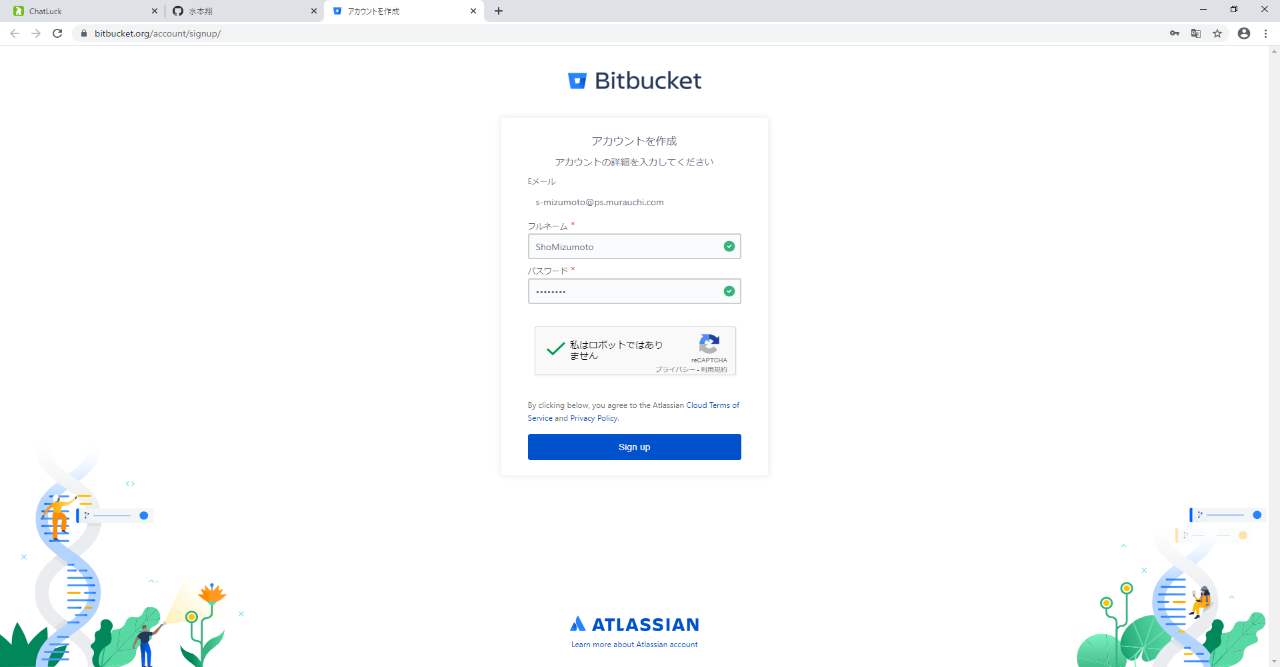 ChatLuck
水本翔
アカウントを作成
bitbucket.org/account/signup/
Bitbucket
アカウントを作成
アカウントの詳細を入力してください
Eメール
s-mizumoto@ps.murauchi.com
フルネーム *
ShoMizumoto
パスワード *
••••••••
私はロボットではあり
ません
reCAPTCHA
プライバシー - 利用規約
By clicking below, you agree to the Atlassian Cloud Terms of
Service and Privacy Policy.
Sign up
ATLASSIAN
Learn more about Atlassian account